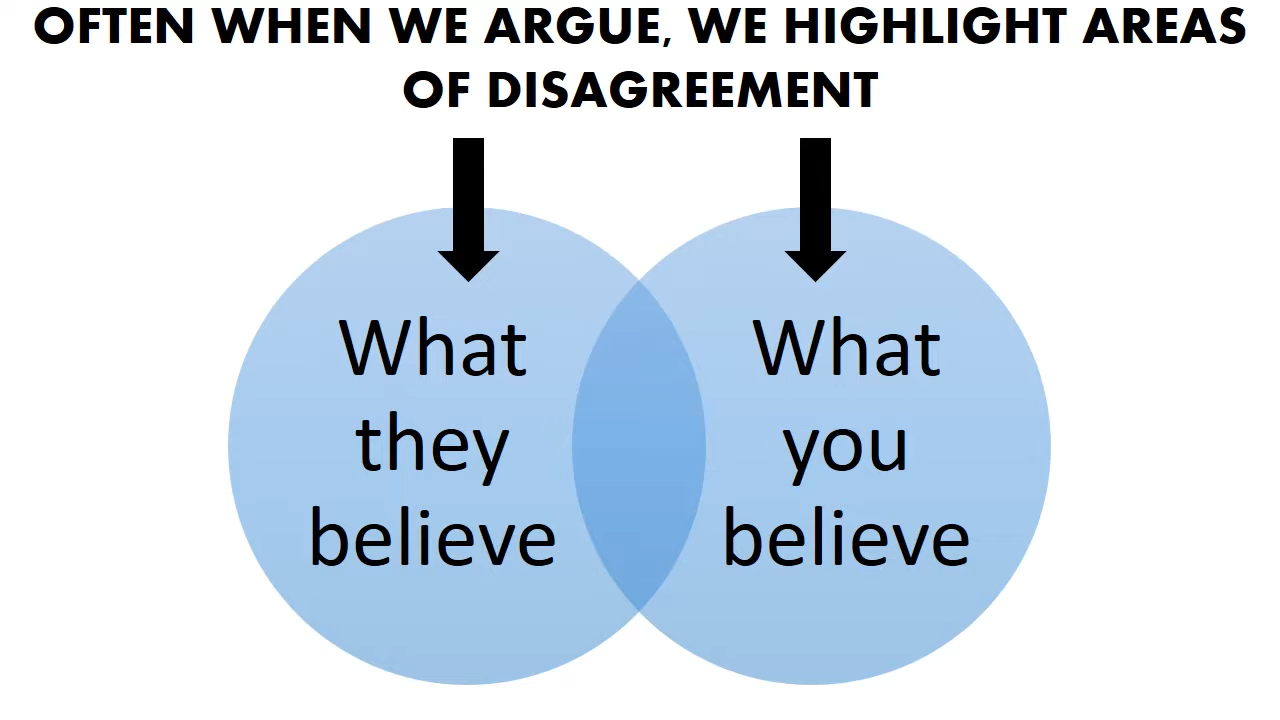 OFTEN WHEN WE ARGUE, WE HIGHLIGHT AREAS
OF DISAGREEMENT
What
they
believe
What
you
believe